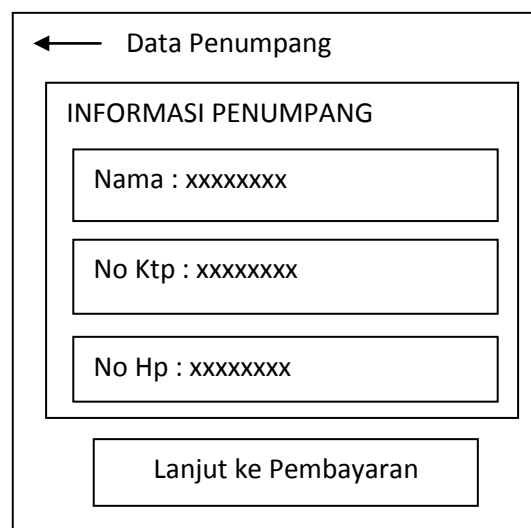 Data Penumpang
INFORMASI PENUMPANG
Nama : xxxxxxxx
No Ktp : xxxxxxxx
No Hp : xxxxxxxx
Lanjut ke Pembayaran